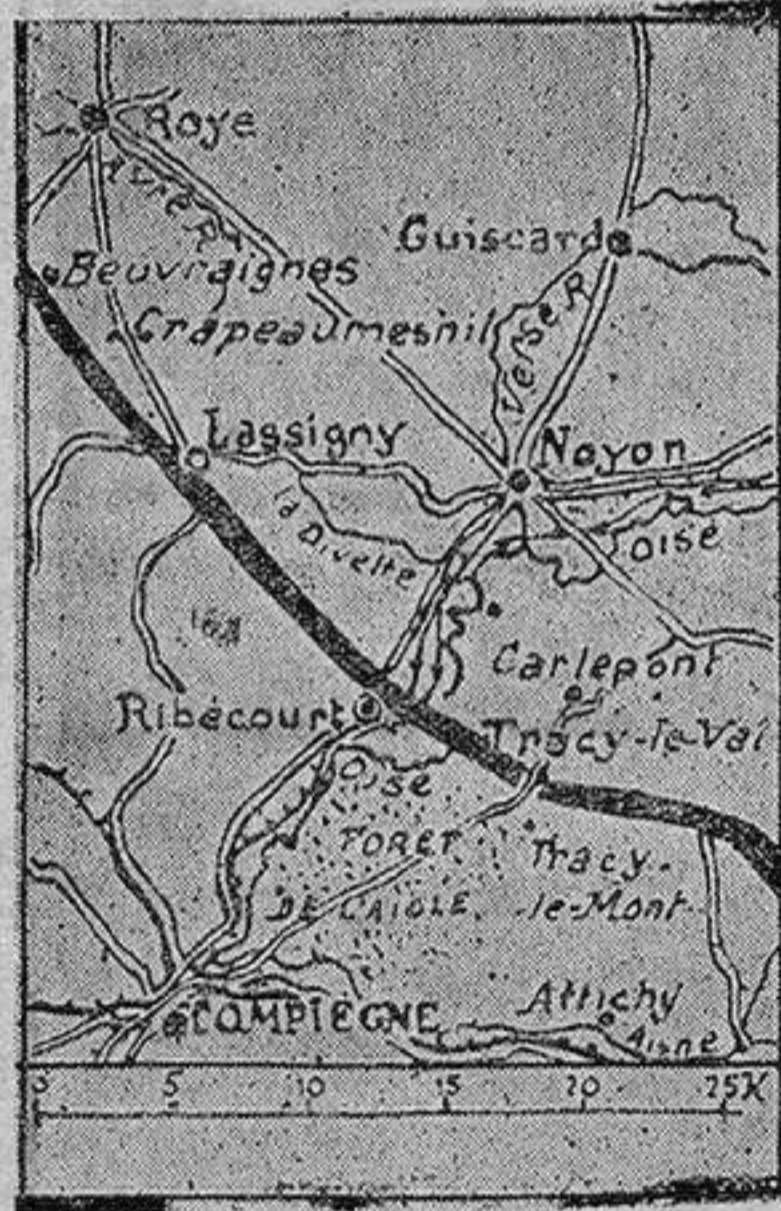 Roye
Avre R
Guiscard
Beuvraignes
Crapeaumesnil
Verse R
Lassigny
Noyon
la Divette
Oise
Carlepont
Ribécourt
Tracy-le-Val
Oise
FORET
DE L'AIGLE
Tracy-
le-Mont
Attichy
Aisne
COMPIEGNE
0 5 10 15 20 25K